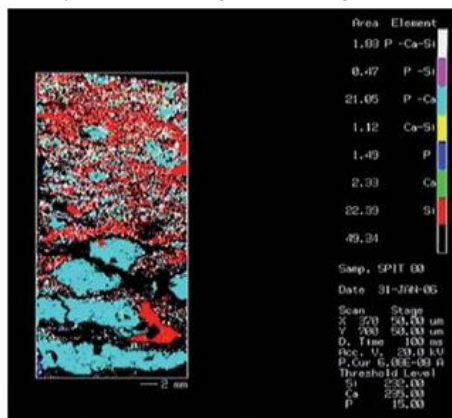 Area Element
1.83 P -Ca-Si
0.47 P -Si
21.05 P -Ca
1.12 Ca-Si
1.49 P
2.33 Ca
22.39 Si
49.34
Samp. SPIT 80
Date 31-JAN-06
Scan Stage
X 370 50.00 um
Y 700 50.00 um
D. Time 100 ms
Acc. V. 20.0 kV
P.Cur 6.08E-08 A
Threshold Level
Si 232.00
Ca 235.00
P 15.00
2 mm